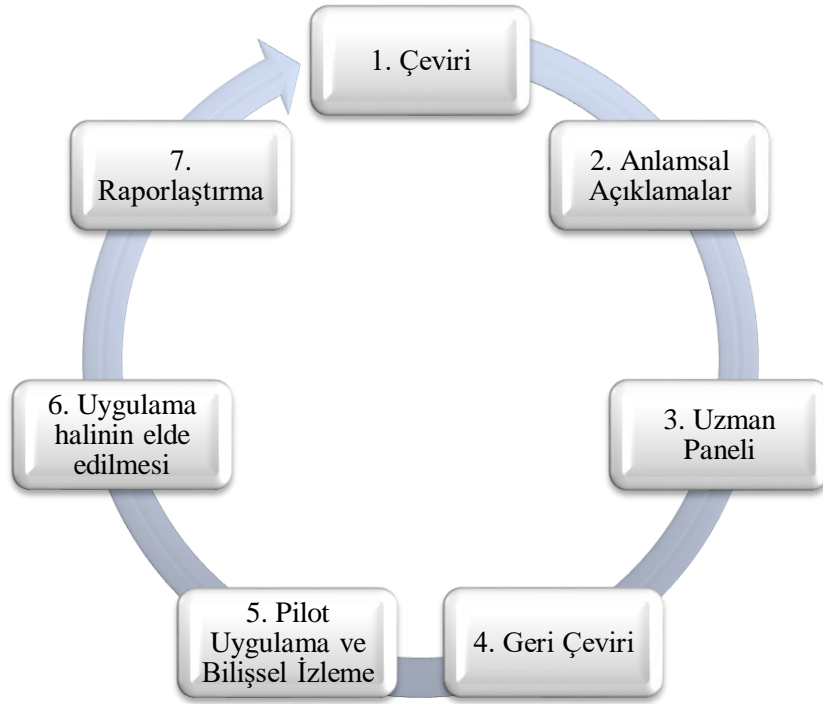 1. Çeviri
2. Anlamsal
Açıklamalar
3. Uzman
Paneli
4. Geri Çeviri
5. Pilot
Uygulama ve
Bilişsel İzleme
6. Uygulama
halinin elde
edilmesi
7.
Raporlaştırma